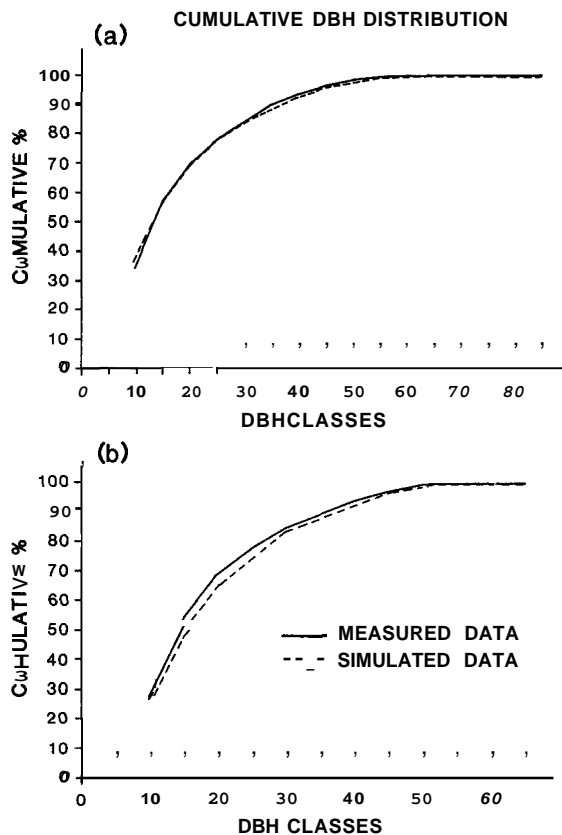 CUMULATIVE DBH DISTRIBUTION
(a)
100
90
80
70
60
50
40
30
20
10
0
CωMULATIVE %
, , , , , , , , , , , ,
0 10 20 30 40 50 60 70 80
DBHCLASSES
(b)
100
90
80
70
60
50
40
30
20
10
0
CωHULATIV≤ %
MEASURED DATA
SIMULATED DATA
, , , , , , , , , , , , ,
0 10 20 30 40 50 60
DBH CLASSES